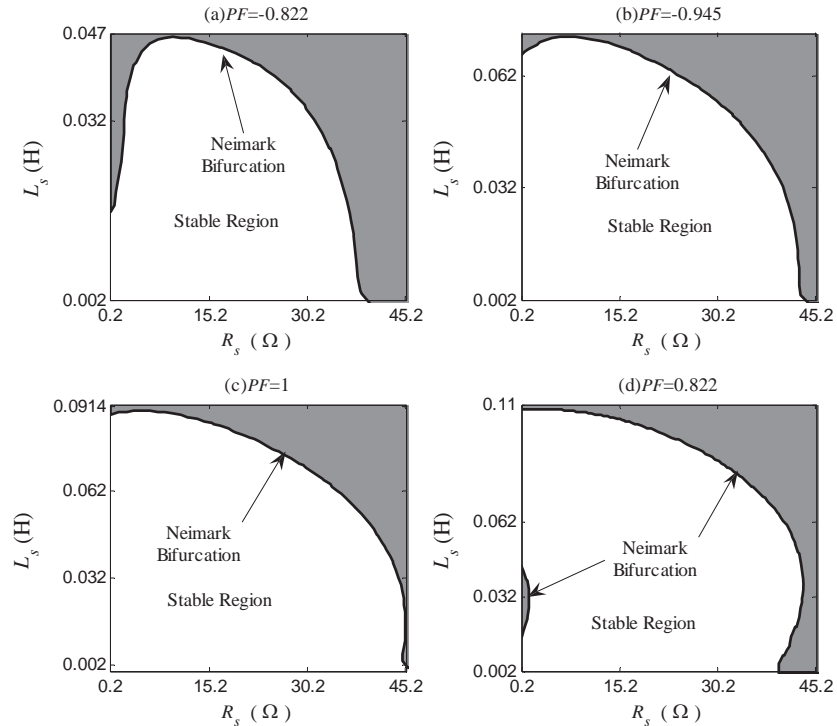 (a)PF=-0.822
0.047
0.032
0.002
L_s (H)
Neimark
Bifurcation
Stable Region
0.2 15.2 30.2 45.2
R_s ( Ω )
(b)PF=-0.945
0.062
0.032
0.002
L_s (H)
Neimark
Bifurcation
Stable Region
0.2 15.2 30.2 45.2
R_s ( Ω )
(c)PF=1
0.0914
0.062
0.032
0.002
L_s (H)
Neimark
Bifurcation
Stable Region
0.2 15.2 30.2 45.2
R_s ( Ω )
(d)PF=0.822
0.11
0.062
0.032
0.002
L_s (H)
Neimark
Bifurcation
Stable Region
0.2 15.2 30.2 45.2
R_s ( Ω )